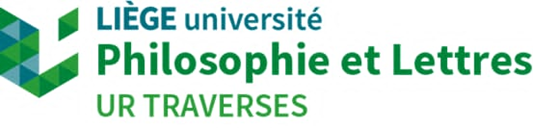 LIÈGE université
Philosophie et Lettres
UR TRAVERSES